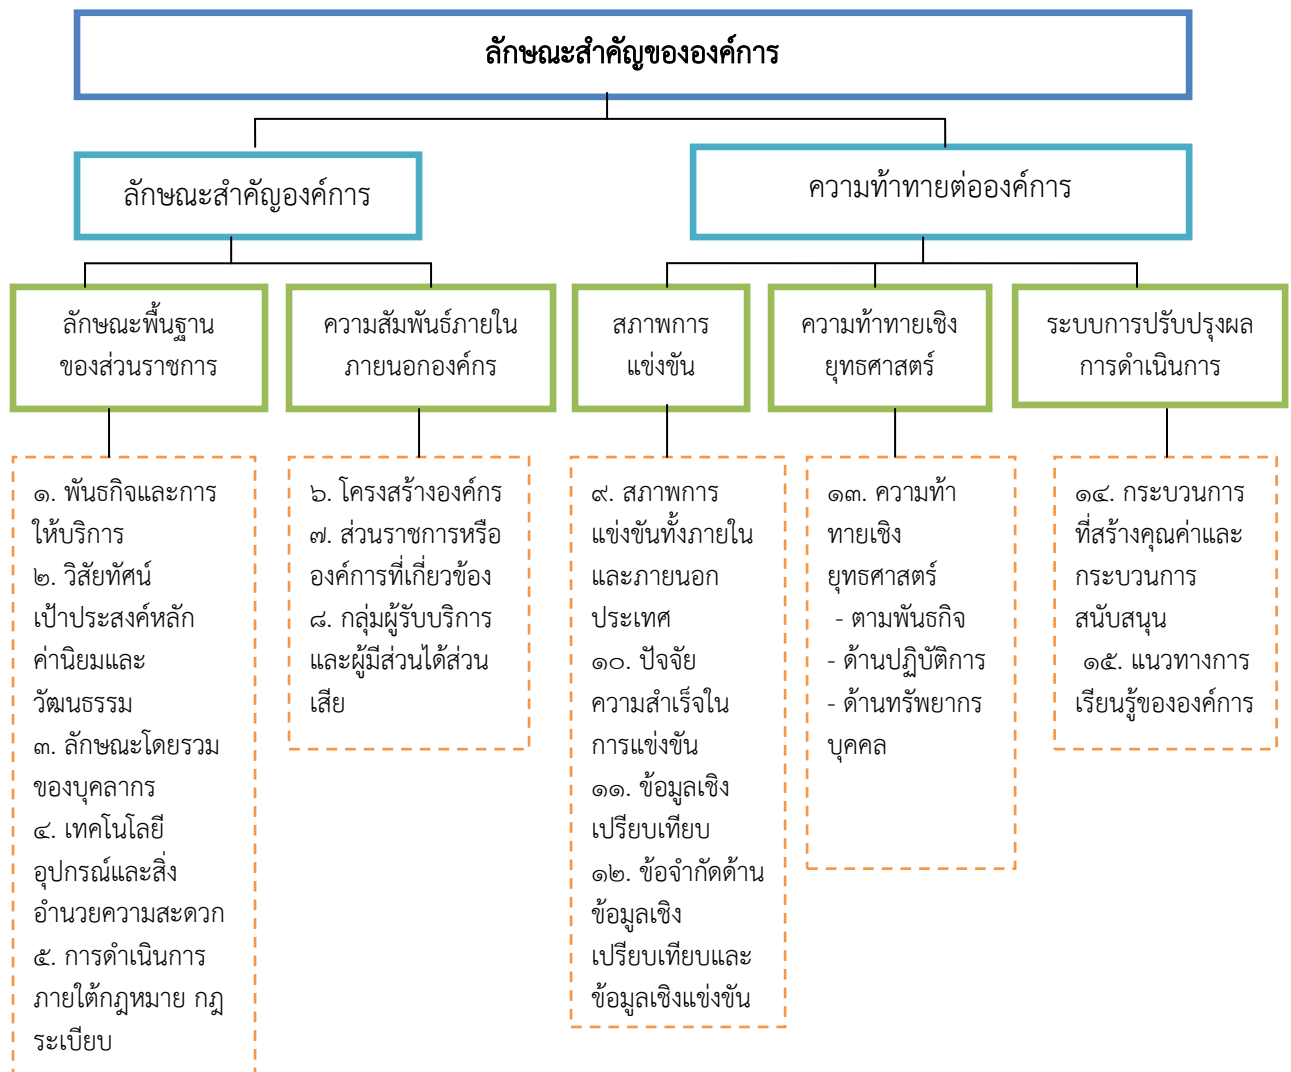 ลักษณะสำคัญขององค์การ
ลักษณะสำคัญองค์การ
ความท้าทายต่อองค์การ
ลักษณะพื้นฐาน
ของส่วนราชการ
ความสัมพันธ์ภายใน
ภายนอกองค์กร
สภาพการ
แข่งขัน
ความท้าทายเชิง
ยุทธศาสตร์
ระบบการปรับปรุงผล
การดำเนินการ
๑. พันธกิจและการ
ให้บริการ
๒. วิสัยทัศน์
เป้าประสงค์หลัก
ค่านิยมและ
วัฒนธรรม
๓. ลักษณะโดยรวม
ของบุคลากร
๔. เทคโนโลยี
อุปกรณ์และสิ่ง
อำนวยความสะดวก
๕. การดำเนินการ
ภายใต้กฎหมาย กฎ
ระเบียบ
๖. โครงสร้างองค์กร
๗. ส่วนราชการหรือ
องค์การที่เกี่ยวข้อง
๘. กลุ่มผู้รับบริการ
และผู้มีส่วนได้ส่วน
เสีย
๙. สภาพการ
แข่งขันทั้งภายใน
และภายนอก
ประเทศ
๑๐. ปัจจัย
ความสำเร็จใน
การแข่งขัน
๑๑. ข้อมูลเชิง
เปรียบเทียบ
๑๒. ข้อจำกัดด้าน
ข้อมูลเชิง
เปรียบเทียบและ
ข้อมูลเชิงแข่งขัน
๑๓. ความท้า
ทายเชิง
ยุทธศาสตร์
- ตามพันธกิจ
- ด้านปฏิบัติการ
- ด้านทรัพยากร
บุคคล
๑๔. กระบวนการ
ที่สร้างคุณค่าและ
กระบวนการ
สนับสนุน
๑๕. แนวทางการ
เรียนรู้ขององค์การ